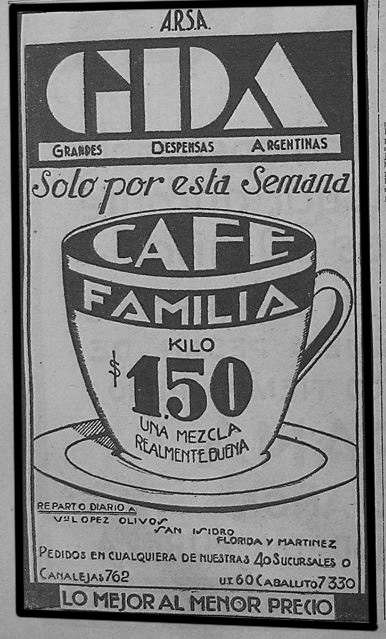 A.R.S.A.
GDA
GRANDES DESPENSAS ARGENTINAS
Solo por esta Semana
CAFE
FAMILIA
KILO
$ 1.50
UNA MEZCLA
REALMENTE BUENA
REPARTO DIARIO A
Vte LOPEZ OLIVOS
SAN ISIDRO
FLORIDA Y MARTINEZ
PEDIDOS EN CUALQUIERA DE NUESTRAS 40 SUCURSALES O
CANALEJAS 762 U.T. 60 CABALLITO 7330
LO MEJOR AL MENOR PRECIO